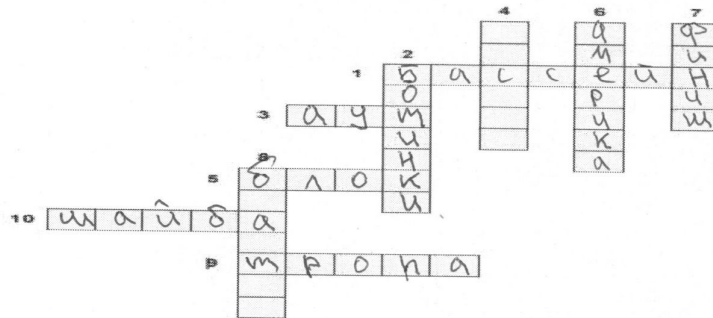 4 6 7
2
1 бассейн
ботинки
америка
финиш
3 аут
8
5 блок
10 шайба
9 тропа